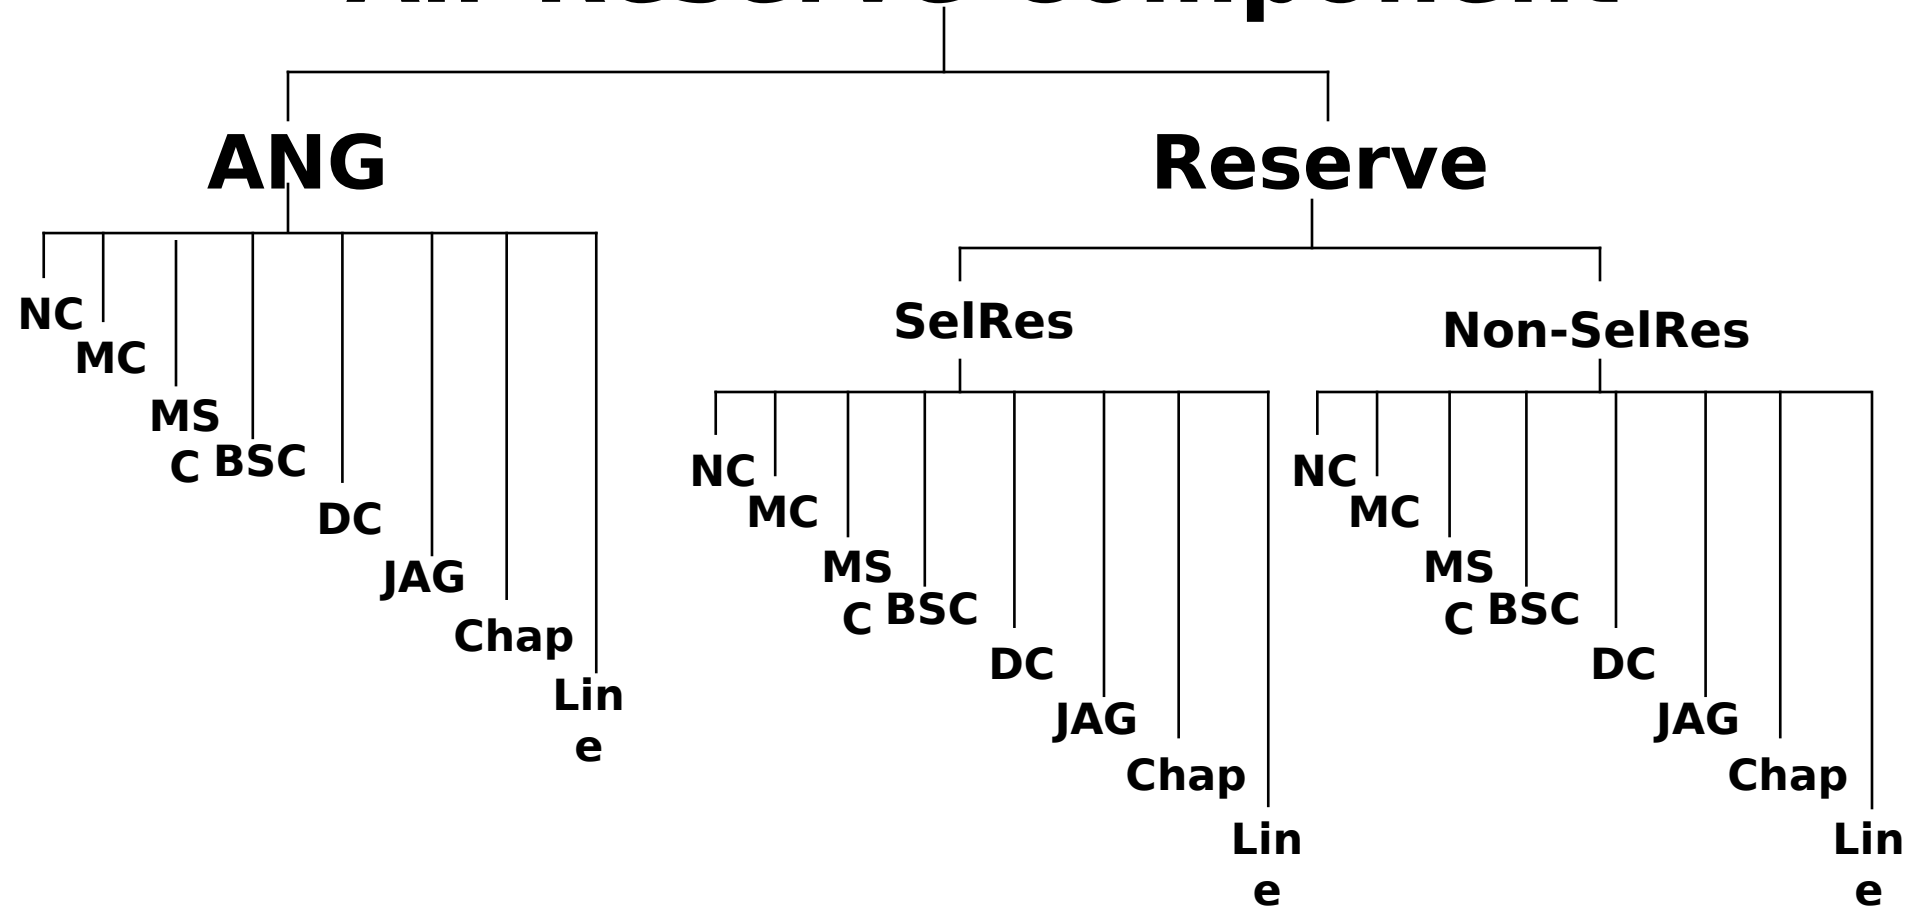 ANG
Reserve
NC
MC
MS
C
BSC
DC
JAG
Chap
Lin
e
SelRes
NC
MC
MS
C
BSC
DC
JAG
Chap
Lin
e
Non-SelRes
NC
MC
MS
C
BSC
DC
JAG
Chap
Lin
e